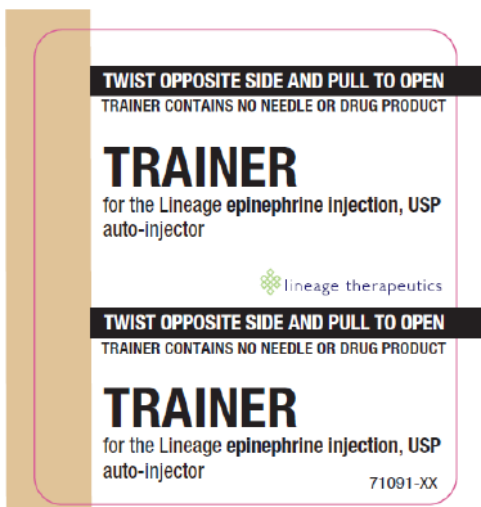 TWIST OPPOSITE SIDE AND PULL TO OPEN
TRAINER CONTAINS NO NEEDLE OR DRUG PRODUCT
TRAINER
for the Lineage epinephrine injection, USP
auto-injector
lineage therapeutics
TWIST OPPOSITE SIDE AND PULL TO OPEN
TRAINER CONTAINS NO NEEDLE OR DRUG PRODUCT
TRAINER
for the Lineage epinephrine injection, USP
auto-injector
71091-XX